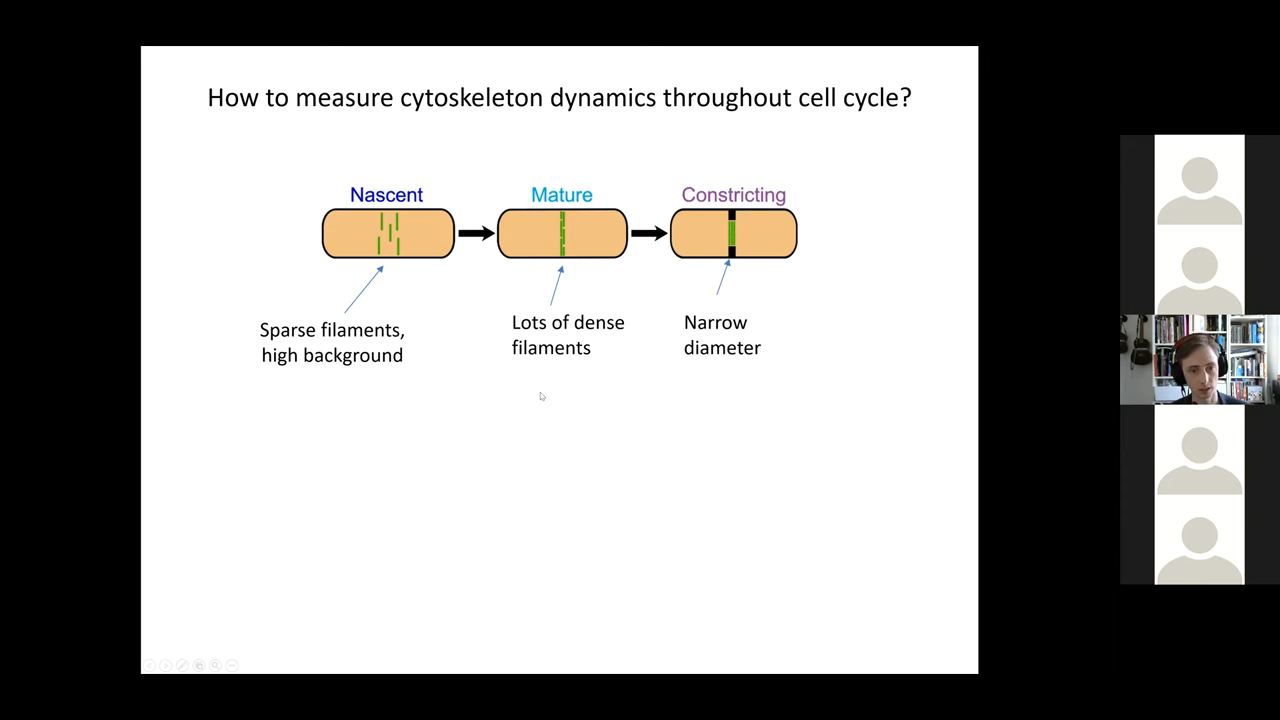 How to measure cytoskeleton dynamics throughout cell cycle?
Nascent
Mature
Constricting
Sparse filaments,
high background
Lots of dense
filaments
Narrow
diameter